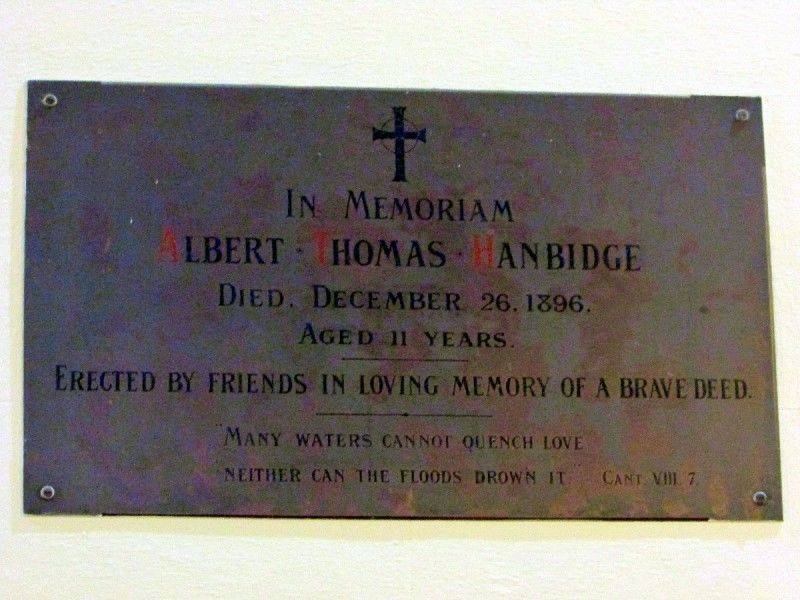 In Memoriam
Albert · Thomas · Hanbidge
Died. December 26. 1896.
Aged 11 years.
Erected by friends in loving memory of a brave deed.
"Many waters cannot quench love
neither can the floods drown it" Cant. VIII. 7.